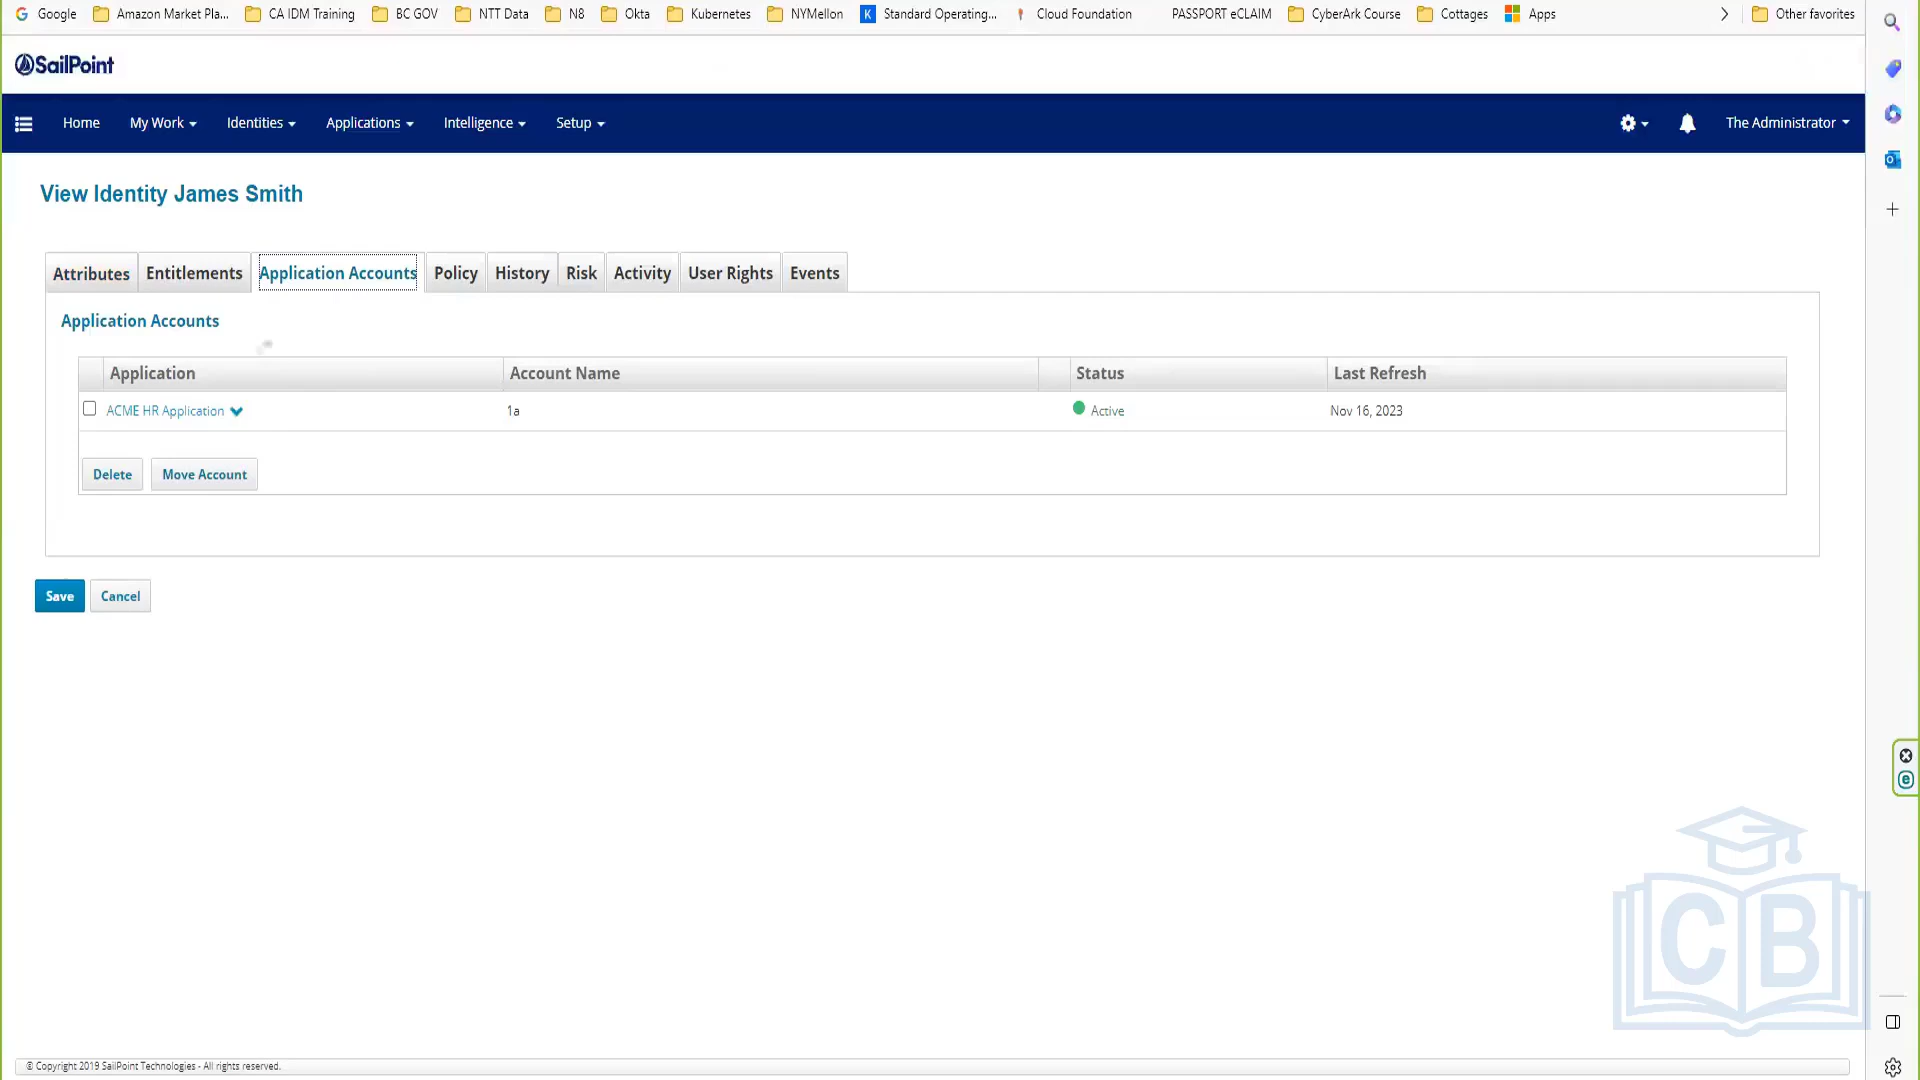 Google Amazon Market Pla... CA IDM Training BC GOV NTT Data N8 Okta Kubernetes NYMellon K Standard Operating... Cloud Foundation PASSPORT eCLAIM CyberArk Course Cottages Apps Other favorites
SailPoint
Home My Work Identities Applications Intelligence Setup The Administrator
View Identity James Smith
Attributes Entitlements Application Accounts Policy History Risk Activity User Rights Events
Application Accounts
Application Account Name Status Last Refresh
ACME HR Application 1a Active Nov 16, 2023
Delete Move Account
Save Cancel
CB
© Copyright 2019 SailPoint Technologies - All rights reserved.